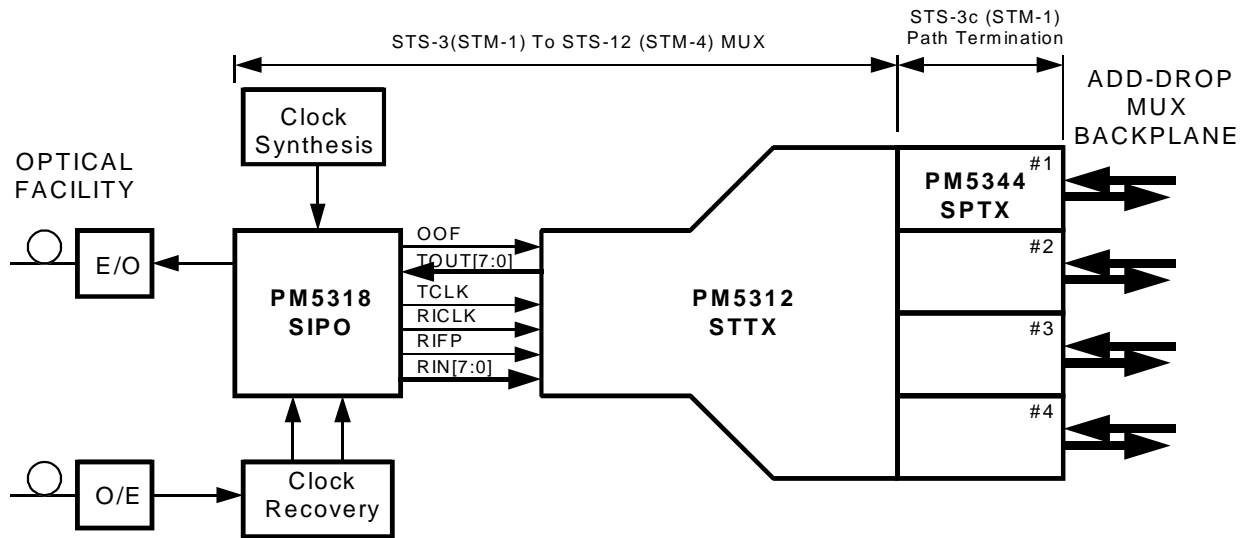 STS-3(STM-1) To STS-12 (STM-4) MUX
STS-3c (STM-1)
Path Termination
ADD-DROP
MUX
BACKPLANE
Clock
Synthesis
OPTICAL
FACILITY
E/O
PM5318
SIPO
OOF
TOUT[7:0]
TCLK
RICLK
RIFP
RIN[7:0]
PM5312
STTX
#1
PM5344
SPTX
#2
#3
#4
O/E
Clock
Recovery